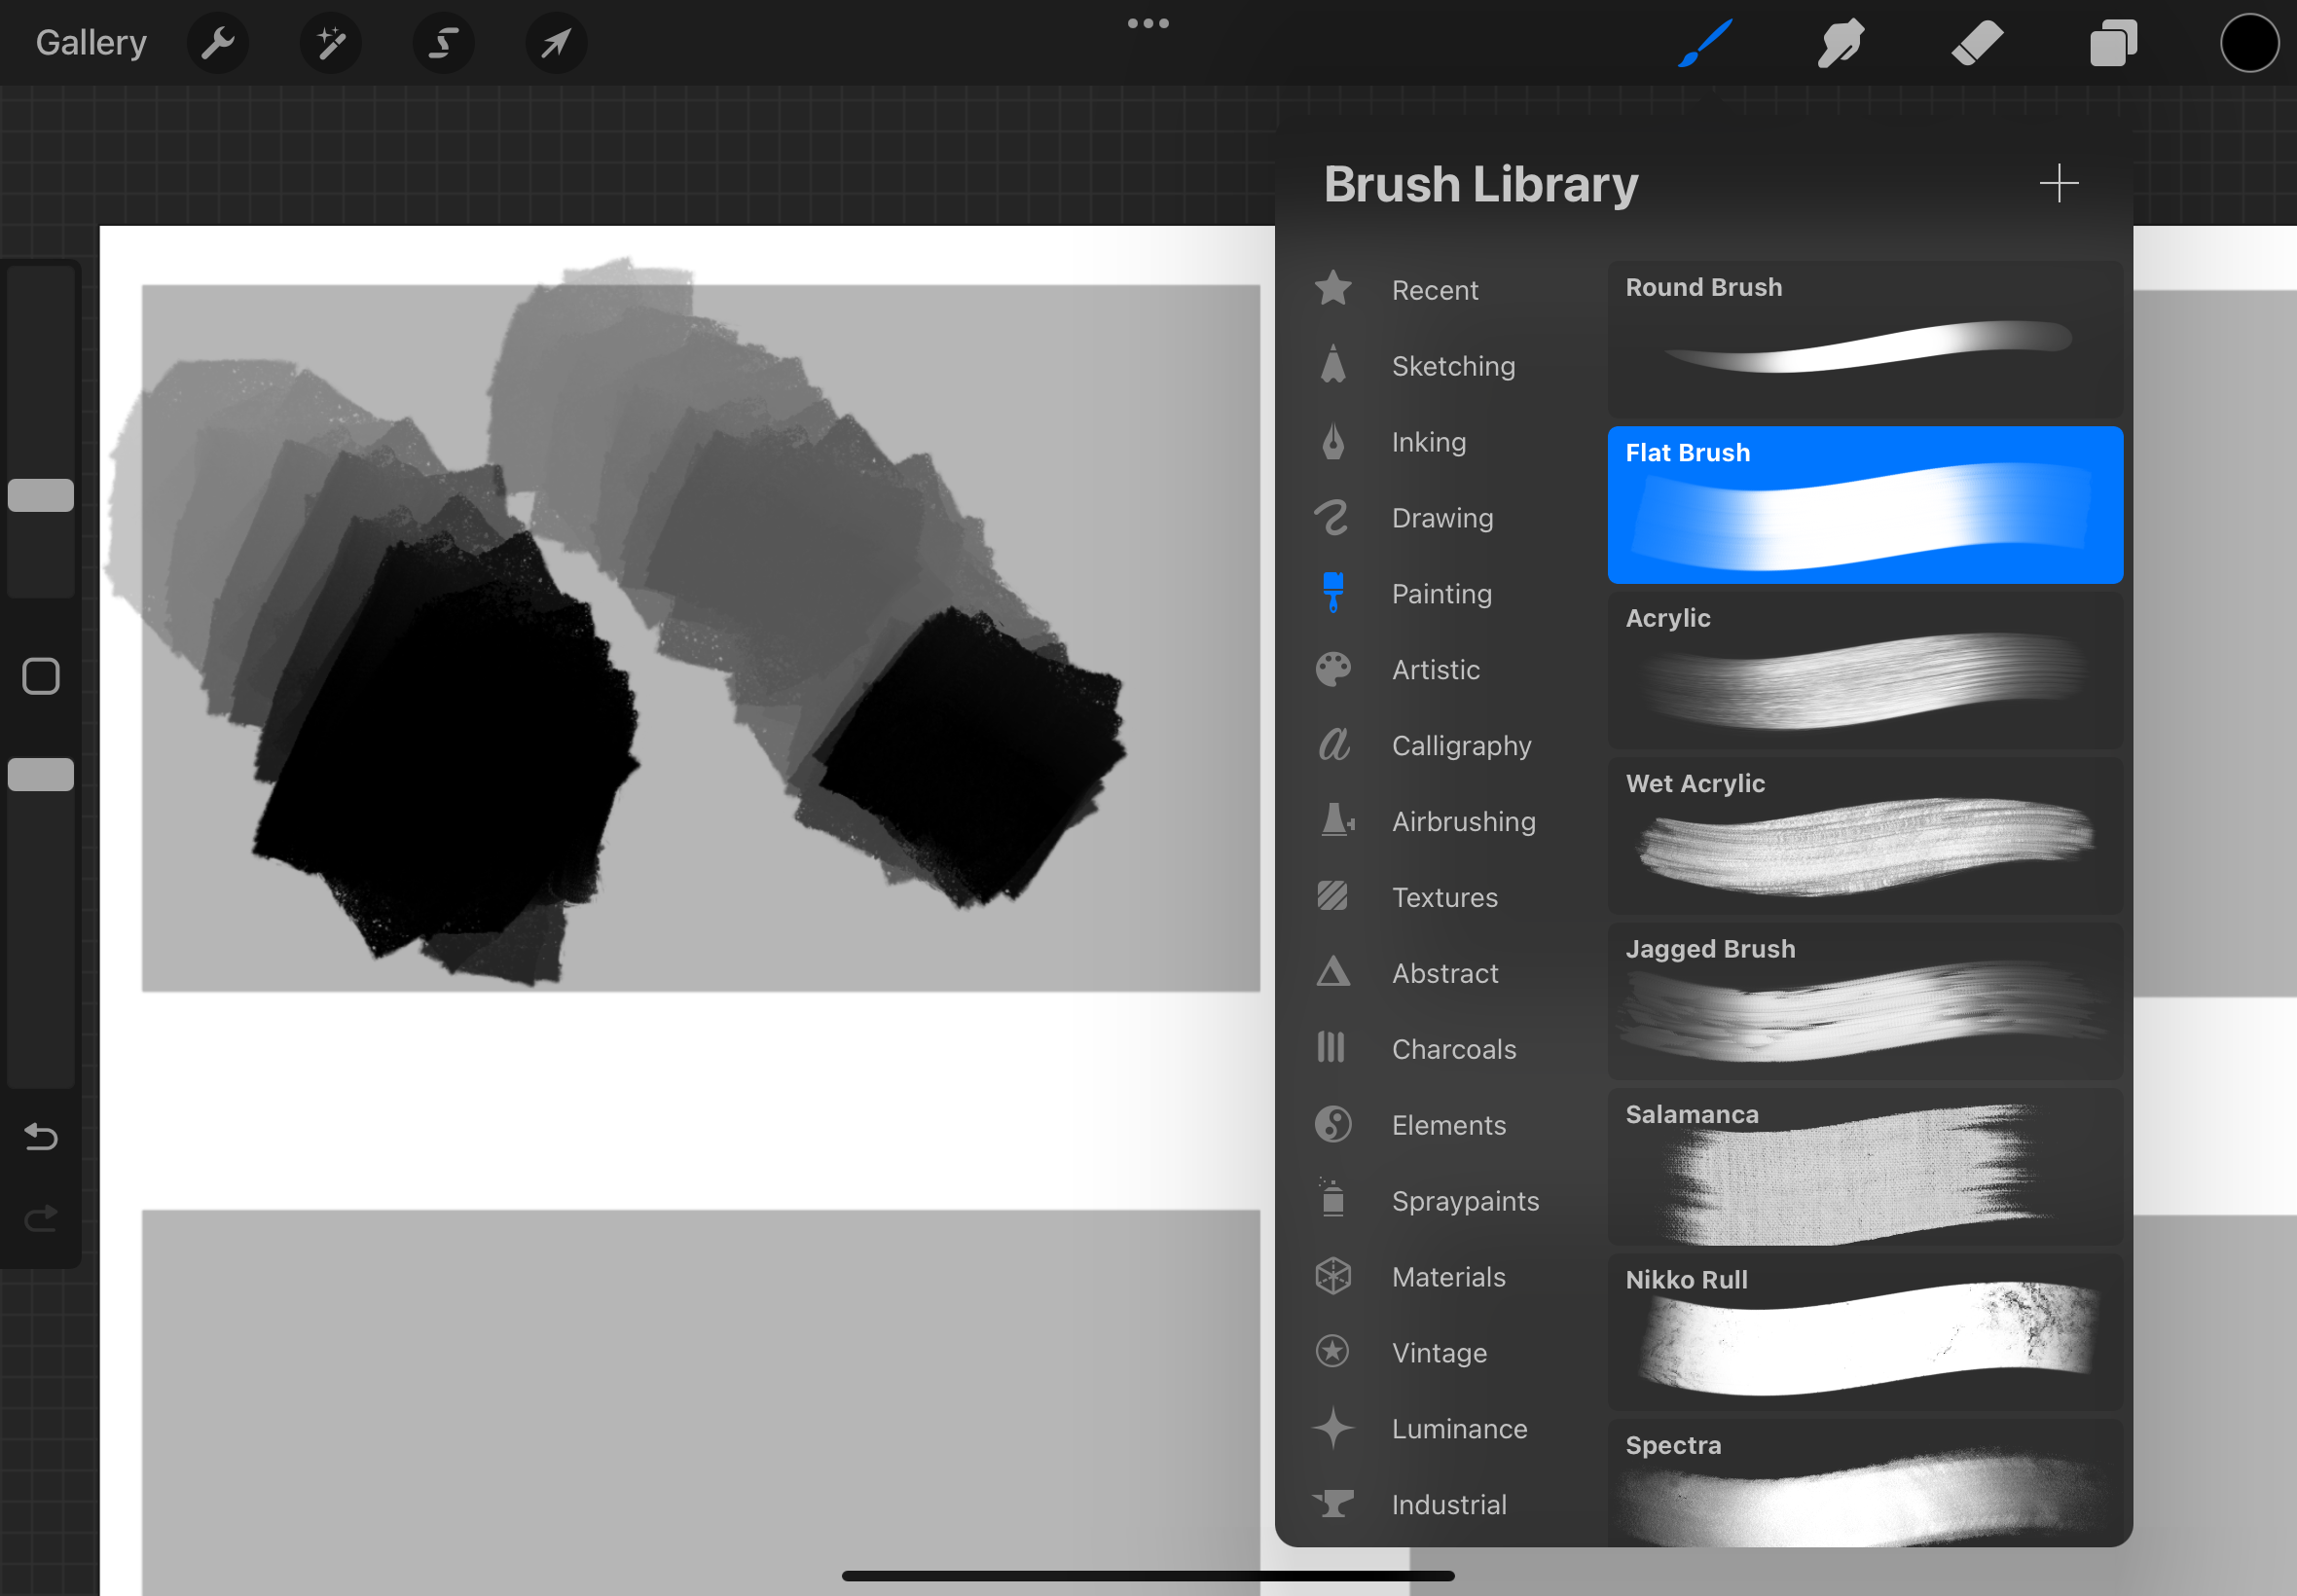 Gallery
Brush Library
Recent
Sketching
Inking
Drawing
Painting
Artistic
Calligraphy
Airbrushing
Textures
Abstract
Charcoals
Elements
Spraypaints
Materials
Vintage
Luminance
Industrial
Round Brush
Flat Brush
Acrylic
Wet Acrylic
Jagged Brush
Salamanca
Nikko Rull
Spectra